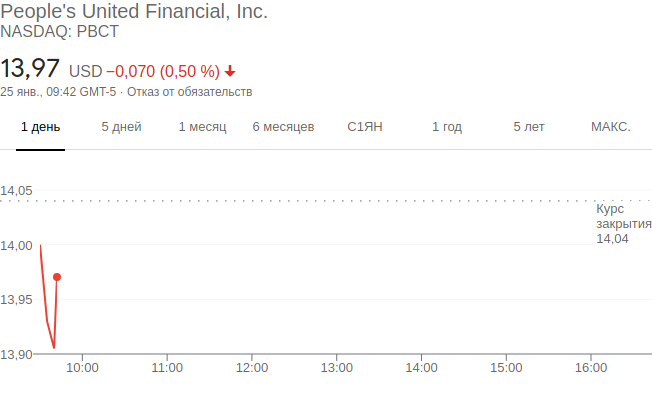 People's United Financial, Inc.
NASDAQ: PBCT
13,97 USD −0,070 (0,50 %)
25 янв., 09:42 GMT-5 · Отказ от обязательств
1 день 5 дней 1 месяц 6 месяцев С1ЯН 1 год 5 лет МАКС.
14,05
Курс
закрытия
14,04
14,00
13,95
13,90
10:00 11:00 12:00 13:00 14:00 15:00 16:00